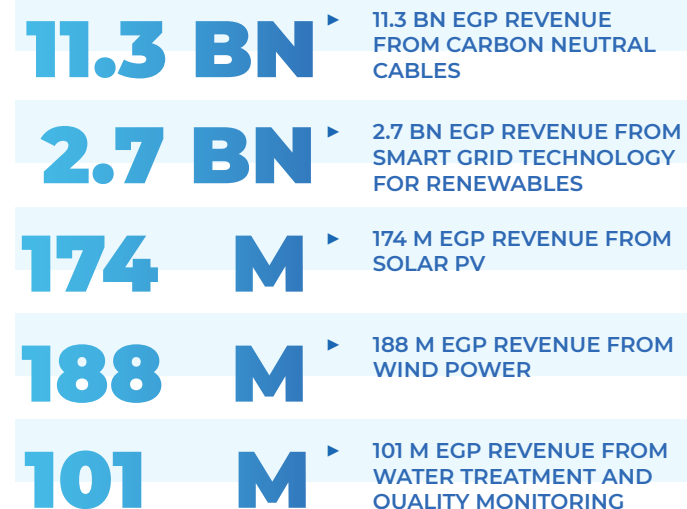 11.3 BN
11.3 BN EGP REVENUE
FROM CARBON NEUTRAL
CABLES
2.7 BN
2.7 BN EGP REVENUE FROM
SMART GRID TECHNOLOGY
FOR RENEWABLES
174 M
174 M EGP REVENUE FROM
SOLAR PV
188 M
188 M EGP REVENUE FROM
WIND POWER
101 M
101 M EGP REVENUE FROM
WATER TREATMENT AND
QUALITY MONITORING